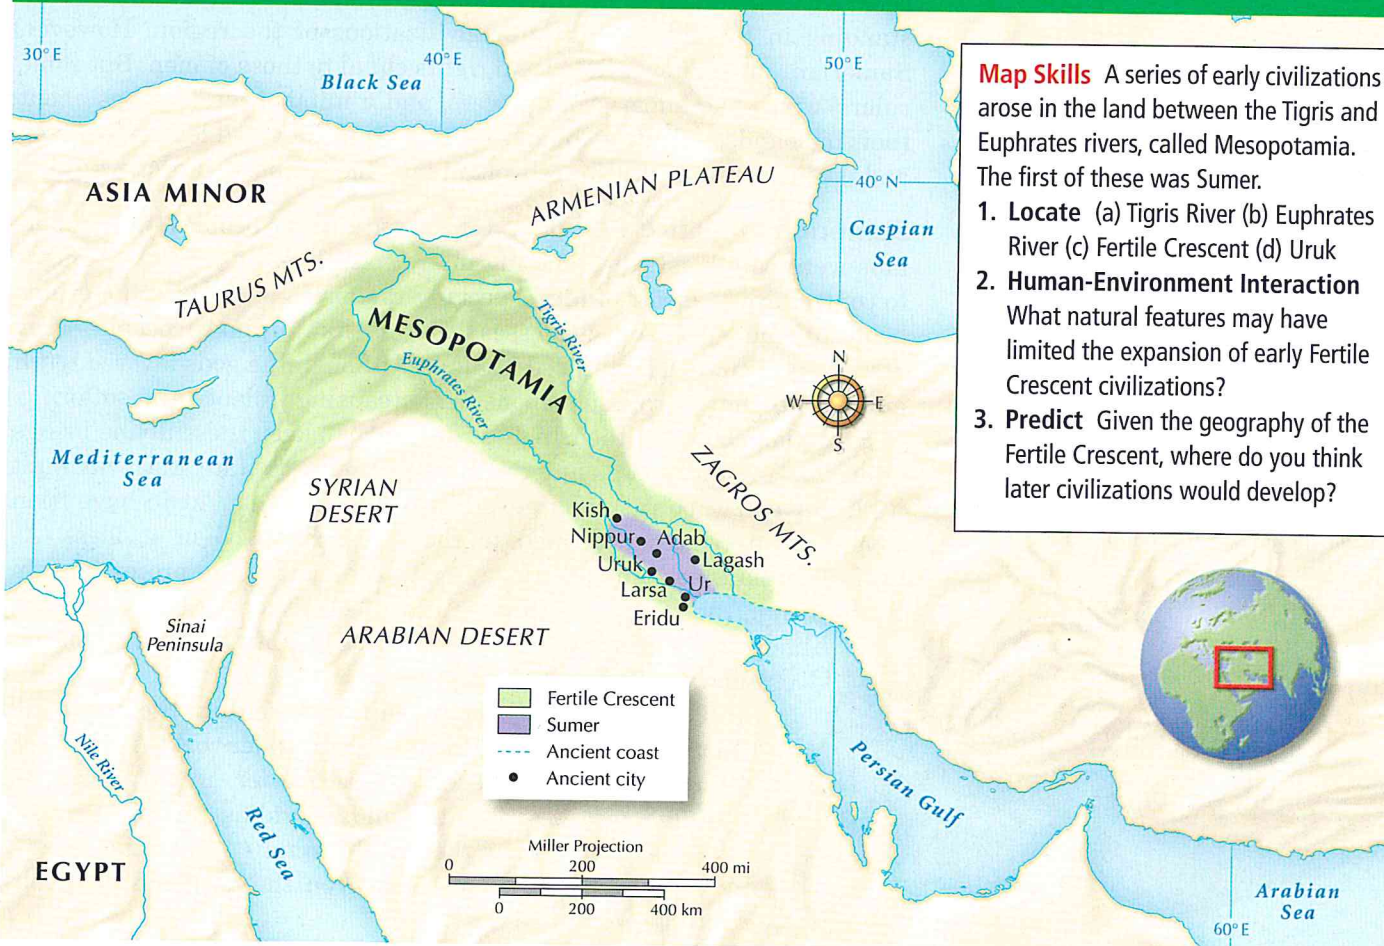 30°E
40°E
50°E
Black Sea
ASIA MINOR
ARMENIAN PLATEAU
40°N
Caspian
Sea
TAURUS MTS.
MESOPOTAMIA
Tigris River
Euphrates River
N
W
E
S
Mediterranean
Sea
SYRIAN
DESERT
ZAGROS MTS.
Kish
Nippur
Adab
Uruk
Lagash
Larsa
Ur
Eridu
Sinai
Peninsula
ARABIAN DESERT
Nile River
Red Sea
EGYPT
Persian Gulf
Arabian
Sea
60°E
Fertile Crescent
Sumer
Ancient coast
Ancient city
Miller Projection
0 200 400 mi
0 200 400 km
Map Skills A series of early civilizations
arose in the land between the Tigris and
Euphrates rivers, called Mesopotamia.
The first of these was Sumer.
1. Locate (a) Tigris River (b) Euphrates
River (c) Fertile Crescent (d) Uruk
2. Human-Environment Interaction
What natural features may have
limited the expansion of early Fertile
Crescent civilizations?
3. Predict Given the geography of the
Fertile Crescent, where do you think
later civilizations would develop?